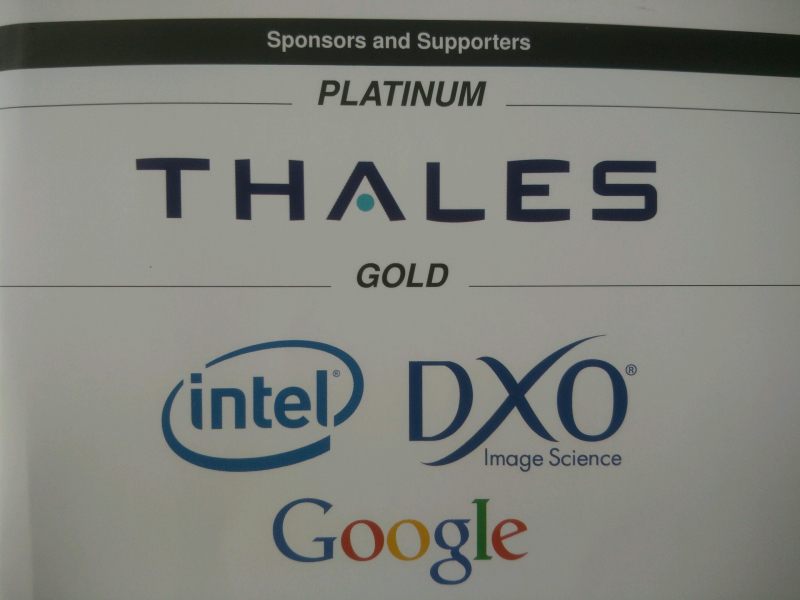 Sponsors and Supporters
PLATINUM
THALES
GOLD
intel® DXO®
Image Science
Google